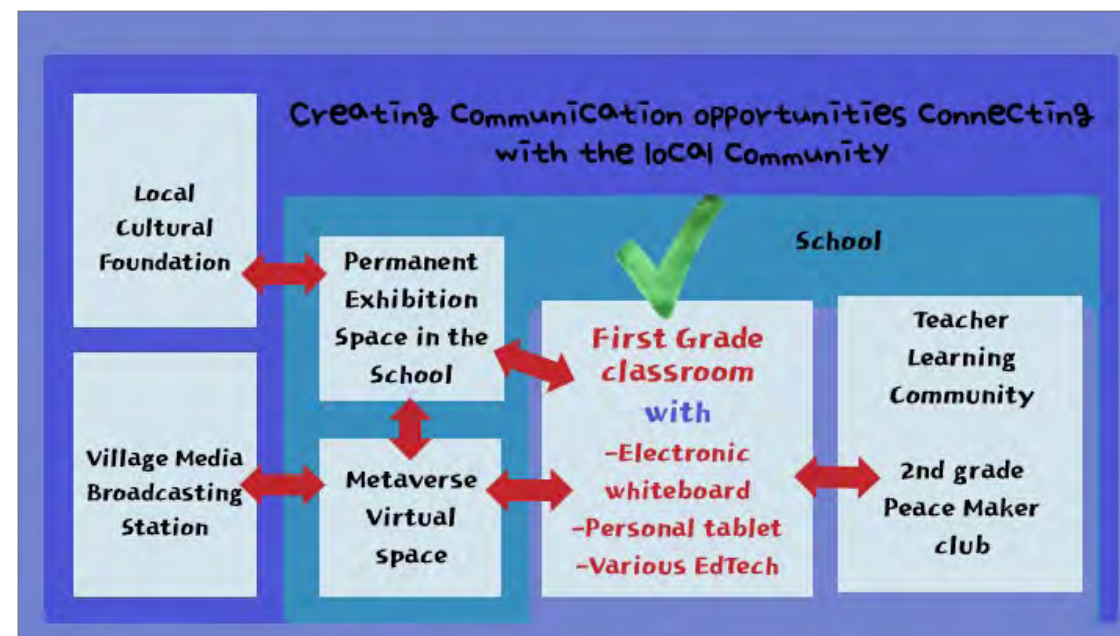 Creating Communication opportunities Connecting
with the local Community
Local
Cultural
Foundation
Village Media
Broadcasting
Station
School
Permanent
Exhibition
Space in the
School
Metaverse
Virtual
space
First Grade
classroom
with
-Electronic
whiteboard
-Personal tablet
-Various EdTech
Teacher
Learning
Community
2nd grade
Peace Maker
club